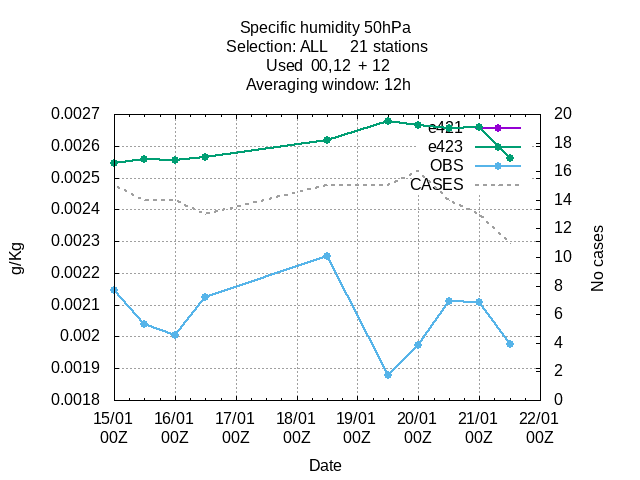 Specific humidity 50hPa
Selection: ALL 21 stations
Used 00,12 + 12
Averaging window: 12h
0.0027
0.0026
0.0025
0.0024
0.0023
0.0022
0.0021
0.002
0.0019
0.0018
g/Kg
e421
e423
OBS
CASES
20
18
16
14
12
10
8
6
4
2
0
No cases
15/01 16/01 17/01 18/01 19/01 20/01 21/01 22/01
00Z 00Z 00Z 00Z 00Z 00Z 00Z 00Z
Date